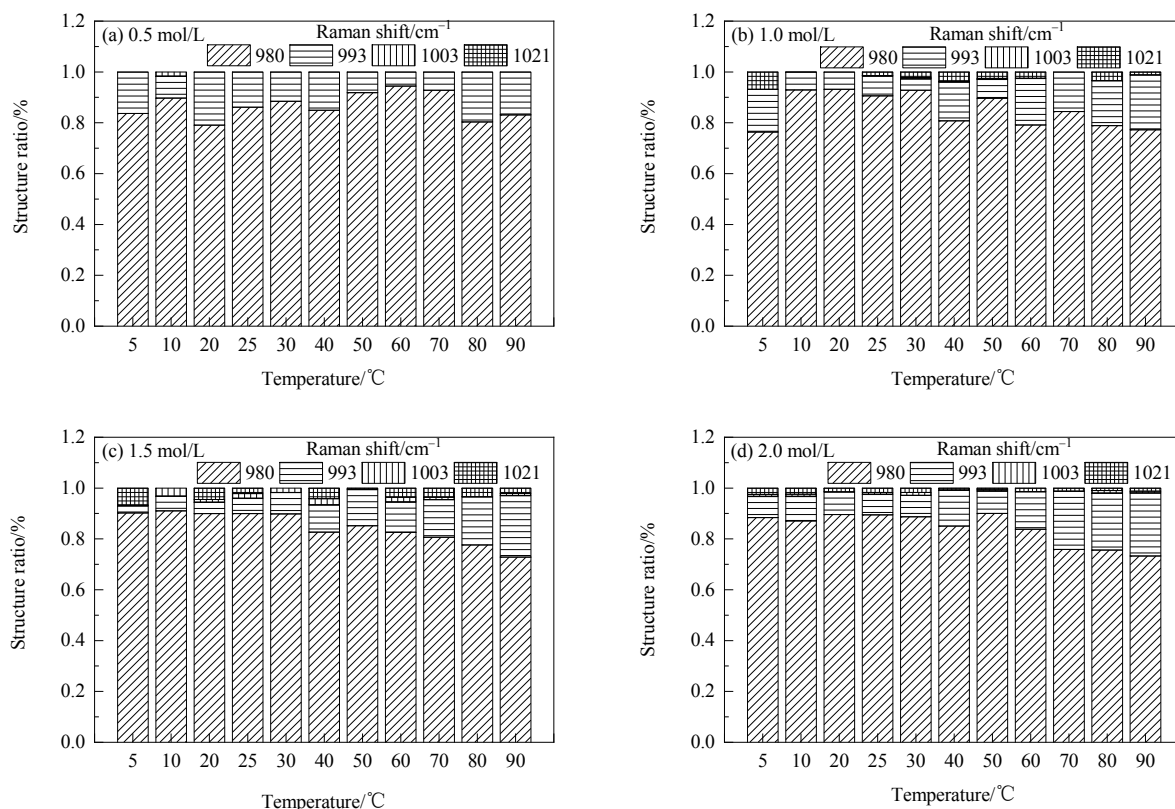 (a) 0.5 mol/L
Raman shift/cm⁻¹
980 993 1003 1021
1.2
1.0
0.8
0.6
0.4
0.2
0.0
Structure ratio/%
5 10 20 25 30 40 50 60 70 80 90
Temperature/℃
(b) 1.0 mol/L
Raman shift/cm⁻¹
980 993 1003 1021
1.2
1.0
0.8
0.6
0.4
0.2
0.0
Structure ratio/%
5 10 20 25 30 40 50 60 70 80 90
Temperature/℃
(c) 1.5 mol/L
Raman shift/cm⁻¹
980 993 1003 1021
1.2
1.0
0.8
0.6
0.4
0.2
0.0
Structure ratio/%
5 10 20 25 30 40 50 60 70 80 90
Temperature/℃
(d) 2.0 mol/L
Raman shift/cm⁻¹
980 993 1003 1021
1.2
1.0
0.8
0.6
0.4
0.2
0.0
Structure ratio/%
5 10 20 25 30 40 50 60 70 80 90
Temperature/℃